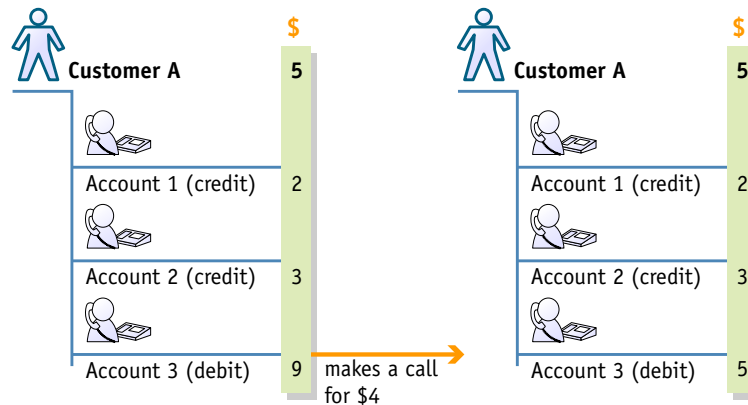 $
Customer A 5
Account 1 (credit) 2
Account 2 (credit) 3
Account 3 (debit) 9
makes a call
for $4
$
Customer A 5
Account 1 (credit) 2
Account 2 (credit) 3
Account 3 (debit) 5